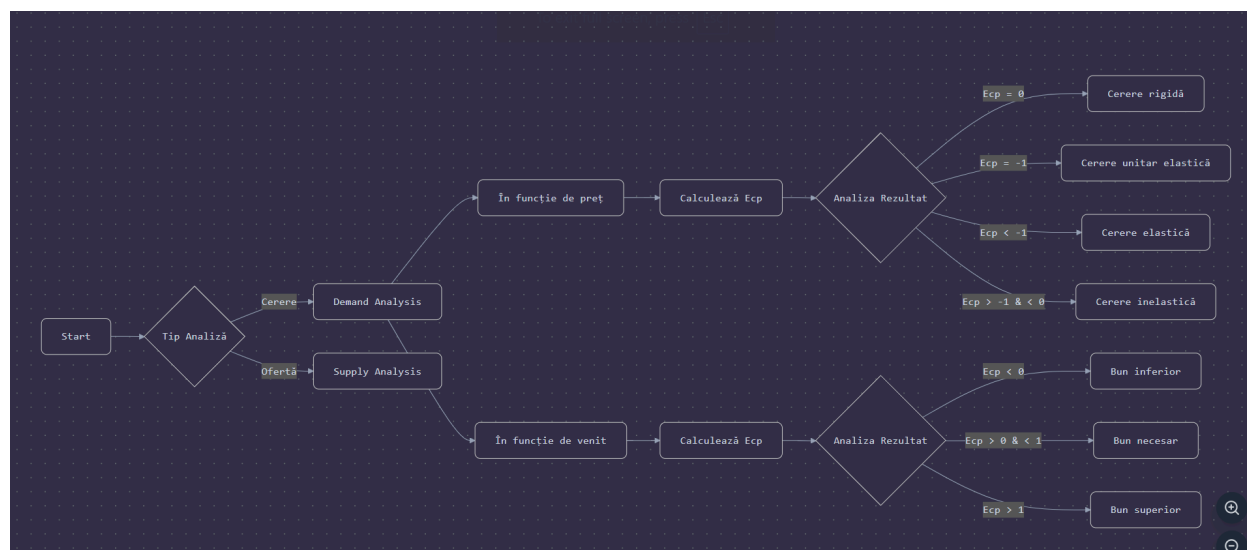 Start
Tip Analiză
Cerere
Ofertă
Demand Analysis
Supply Analysis
În funcție de preț
Calculează Ecp
Analiza Rezultat
Ecp = 0
Cerere rigidă
Ecp = -1
Cerere unitar elastică
Ecp < -1
Cerere elastică
Ecp > -1 & < 0
Cerere inelastică
În funcție de venit
Calculează Ecp
Analiza Rezultat
Ecp < 0
Bun inferior
Ecp > 0 & < 1
Bun necesar
Ecp > 1
Bun superior